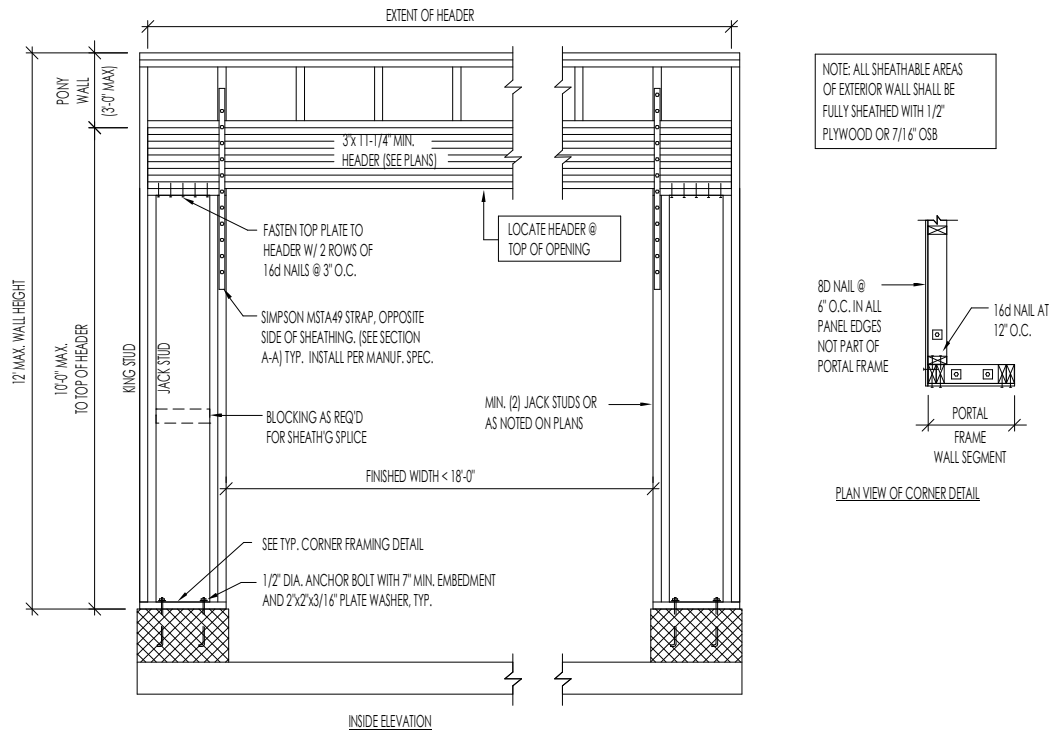 EXTENT OF HEADER
PONY
WALL
(3'-0" MAX)
12' MAX. WALL HEIGHT
10'-0" MAX.
TO TOP OF HEADER
KING STUD
JACK STUD
3"x 11-1/4" MIN.
HEADER (SEE PLANS)
FASTEN TOP PLATE TO
HEADER W/ 2 ROWS OF
16d NAILS @ 3" O.C.
LOCATE HEADER @
TOP OF OPENING
SIMPSON MSTA49 STRAP, OPPOSITE
SIDE OF SHEATHING. (SEE SECTION
A-A) TYP. INSTALL PER MANUF. SPEC.
BLOCKING AS REQ'D
FOR SHEATH'G SPLICE
MIN. (2) JACK STUDS OR
AS NOTED ON PLANS
FINISHED WIDTH < 18'-0"
SEE TYP. CORNER FRAMING DETAIL
1/2" DIA. ANCHOR BOLT WITH 7" MIN. EMBEDMENT
AND 2"x2"x3/16" PLATE WASHER, TYP.
INSIDE ELEVATION
NOTE: ALL SHEATHABLE AREAS
OF EXTERIOR WALL SHALL BE
FULLY SHEATHED WITH 1/2"
PLYWOOD OR 7/16" OSB
8D NAIL @
6" O.C. IN ALL
PANEL EDGES
NOT PART OF
PORTAL FRAME
16d NAIL AT
12" O.C.
PORTAL
FRAME
WALL SEGMENT
PLAN VIEW OF CORNER DETAIL